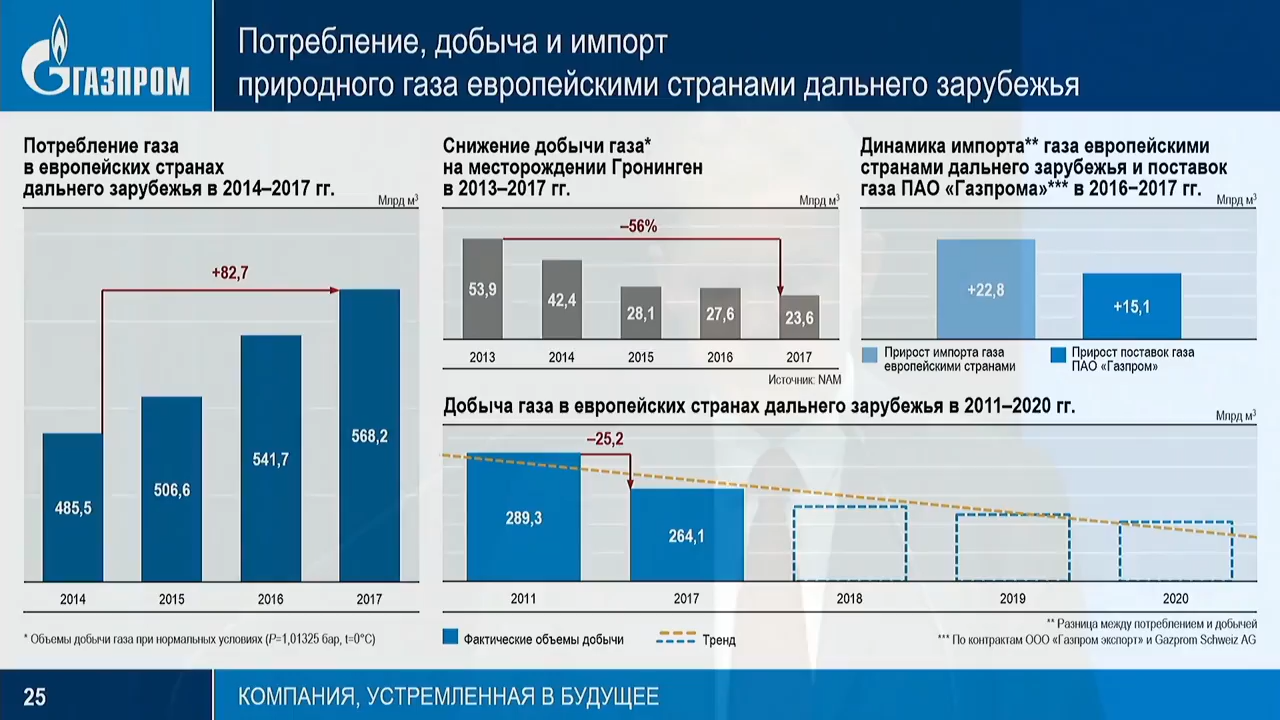 ГАЗПРОМ
Потребление, добыча и импорт
природного газа европейскими странами дальнего зарубежья
Потребление газа
в европейских странах
дальнего зарубежья в 2014–2017 гг.
Млрд м³
+82,7
485,5
506,6
541,7
568,2
2014
2015
2016
2017
* Объемы добычи газа при нормальных условиях (P=1,01325 бар, t=0°C)
Снижение добычи газа*
на месторождении Гронинген
в 2013–2017 гг.
Млрд м³
–56%
53,9
42,4
28,1
27,6
23,6
2013
2014
2015
2016
2017
Источник: NAM
Динамика импорта** газа европейскими
странами дальнего зарубежья и поставок
газа ПАО «Газпрома»*** в 2016–2017 гг.
Млрд м³
+22,8
+15,1
Прирост импорта газа
европейскими странами
Прирост поставок газа
ПАО «Газпром»
Добыча газа в европейских странах дальнего зарубежья в 2011–2020 гг.
Млрд м³
–25,2
289,3
264,1
2011
2017
2018
2019
2020
Фактические объемы добычи
Тренд
** Разница между потреблением и добычей
*** По контрактам ООО «Газпром экспорт» и Gazprom Schweiz AG
25
КОМПАНИЯ, УСТРЕМЛЕННАЯ В БУДУЩЕЕ